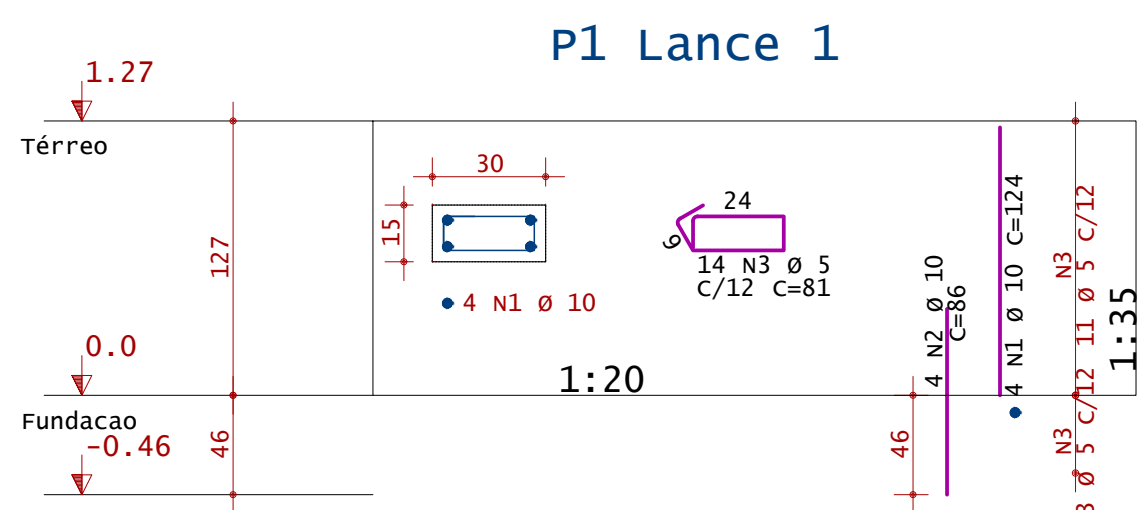 P1 Lance 1
1.27
Térreo
30
15
24
9
127
14 N3 Ø 5
C/12 C=81
4 N1 Ø 10
4 N2 Ø 10
C=86
4 N1 Ø 10 C=124
N3
11 Ø 5 C/12
1:35
0.0
1:20
Fundacao
-0.46
46
46
N3
3 Ø 5 C/12